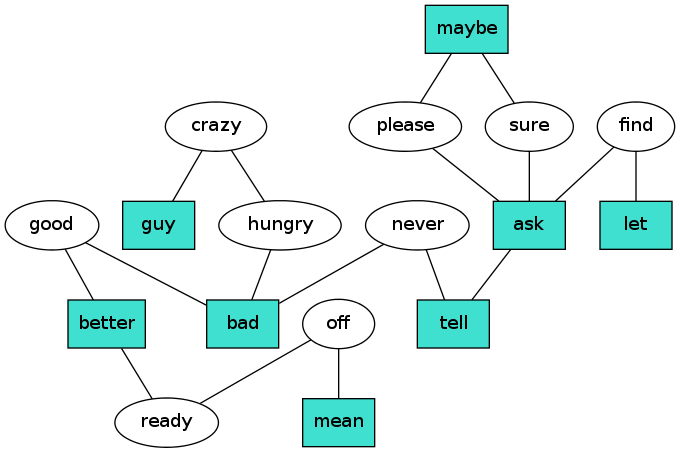 maybe
please
sure
find
crazy
good
guy
hungry
never
ask
let
better
bad
off
tell
ready
mean